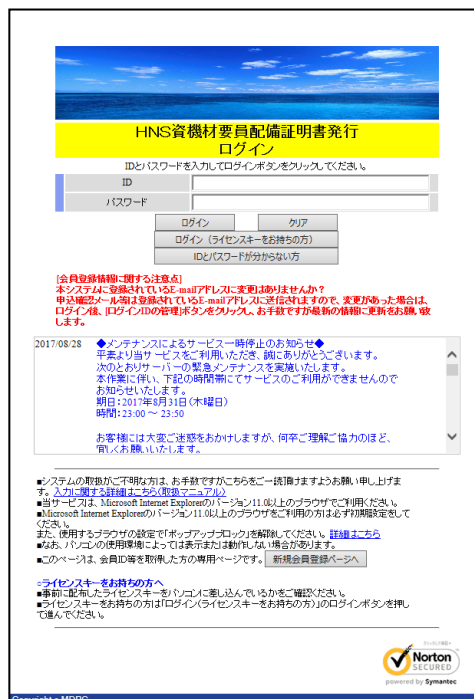 HNS資機材要員配備証明書発行
ログイン
IDとパスワードを入力してログインボタンをクリックしてください。
ID
パスワード
ログイン
クリア
ログイン（ライセンスキーをお持ちの方）
IDとパスワードが分からない方
[会員登録情報に関する注意点]
本システムに登録されているE-mailアドレスに変更はありませんか？
申込確認メール等は登録されているE-mailアドレスに送信されますので、変更があった場合は、
ログイン後、[ログインIDの管理]ボタンをクリックし、お手数ですが最新の情報に更新をお願い致
します。
2017/08/28 ◆メンテナンスによるサービス一時停止のお知らせ◆
平素より当サービスをご利用いただき、誠にありがとうございます。
次のとおりサーバーの緊急メンテナンスを実施いたします。
本作業に伴い、下記の時間帯にてサービスのご利用ができませんので
お知らせいたします。
期日：2017年8月31日（木曜日）
時間：23:00 ～ 23:50
お客様には大変ご迷惑をおかけしますが、何卒ご理解ご協力のほど、
宜しくお願いいたします。
■システムの取扱がご不明な方は、お手数ですがこちらをご一読頂けますようお願い申し上げま
す。入力に関する詳細はこちら（取扱マニュアル）
■当サービスは、Microsoft Internet Explorerのバージョン11.0以上のブラウザでご利用ください。
■Microsoft Internet Explorerのバージョン11.0以上のブラウザをご利用の方は必ず初期設定をして
ください。
また、使用するブラウザの設定で「ポップアップブロック」を解除してください。 詳細はこちら
■なお、パソコンの使用環境によっては表示または動作しない場合があります。
■このページは、会員ID等を取得した方の専用ページです。 新規会員登録ページへ
○ライセンスキーをお持ちの方へ
■事前に配布したライセンスキーをパソコンに差し込んでいるかをご確認ください。
■ライセンスキーをお持ちの方は「ログイン（ライセンスキーをお持ちの方）」のログインボタンを押し
て進んでください。
Norton
SECURED
powered by Symantec